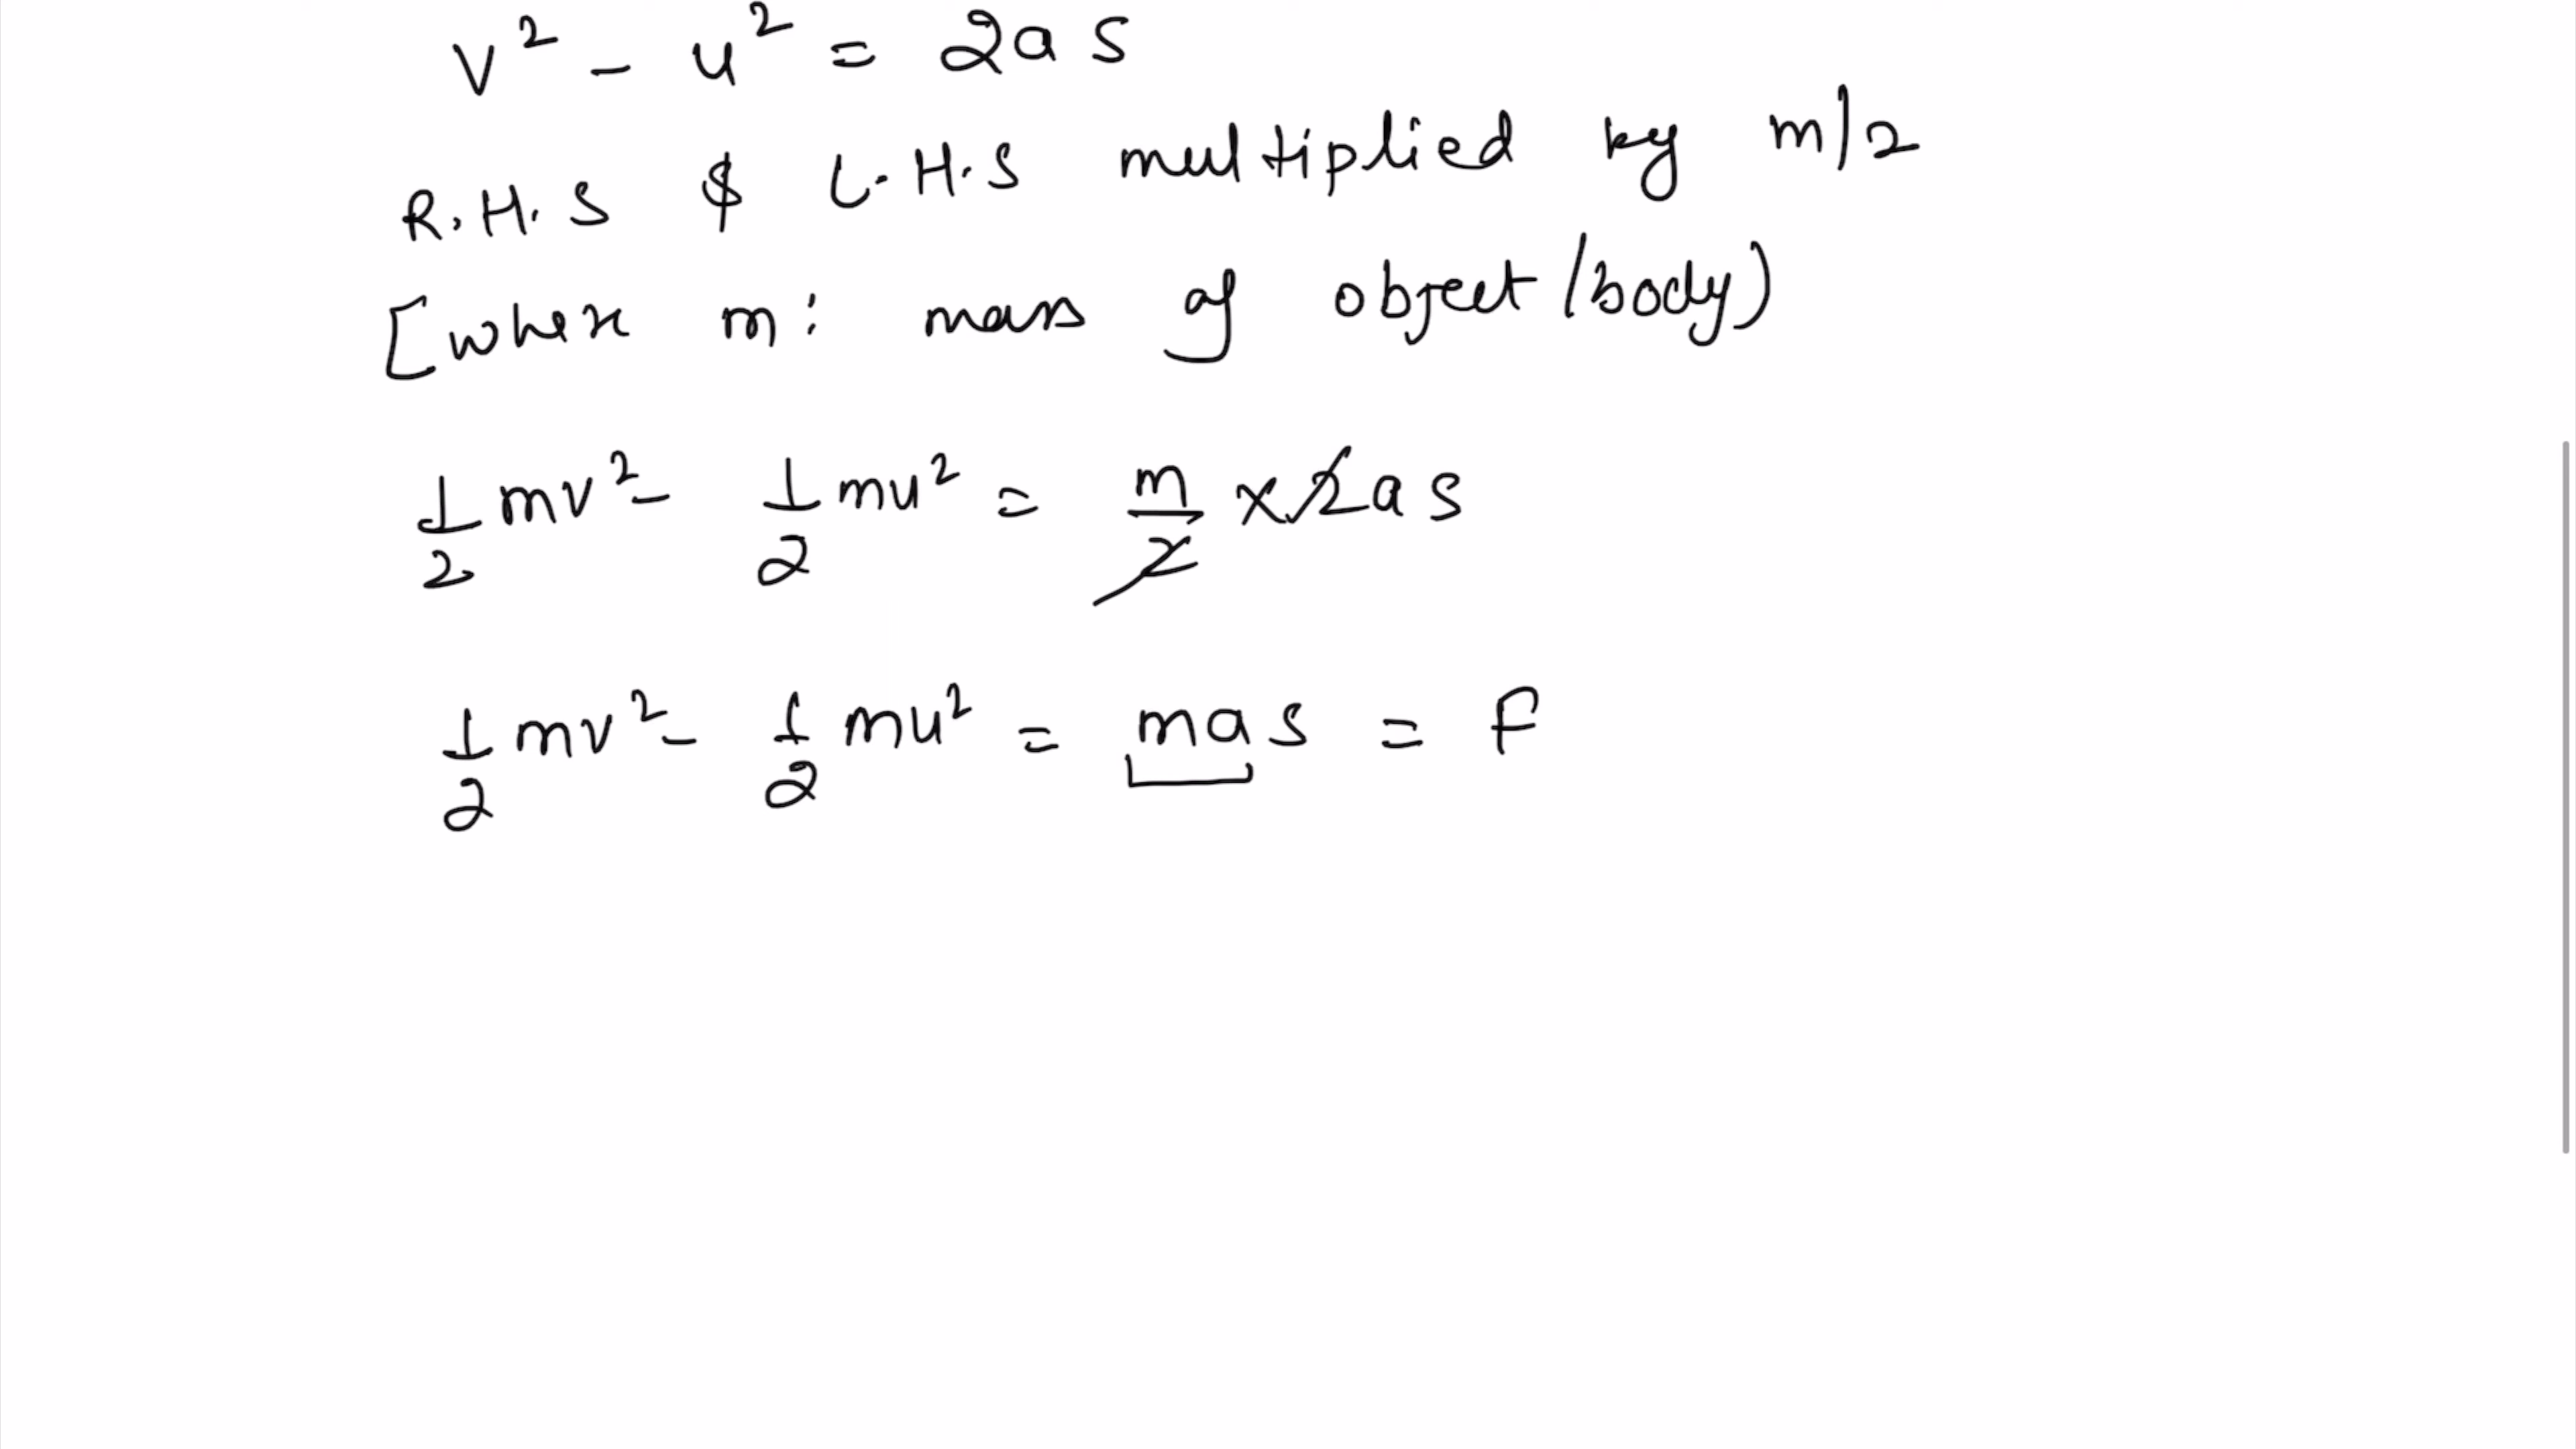 v² - u² = 2as
R.H.S & L.H.S multiplied by m/2
[where m: mass of object/body)
1/2 mv² - 1/2 mu² = m/2 x 2as
1/2 mv² - 1/2 mu² = mas = F